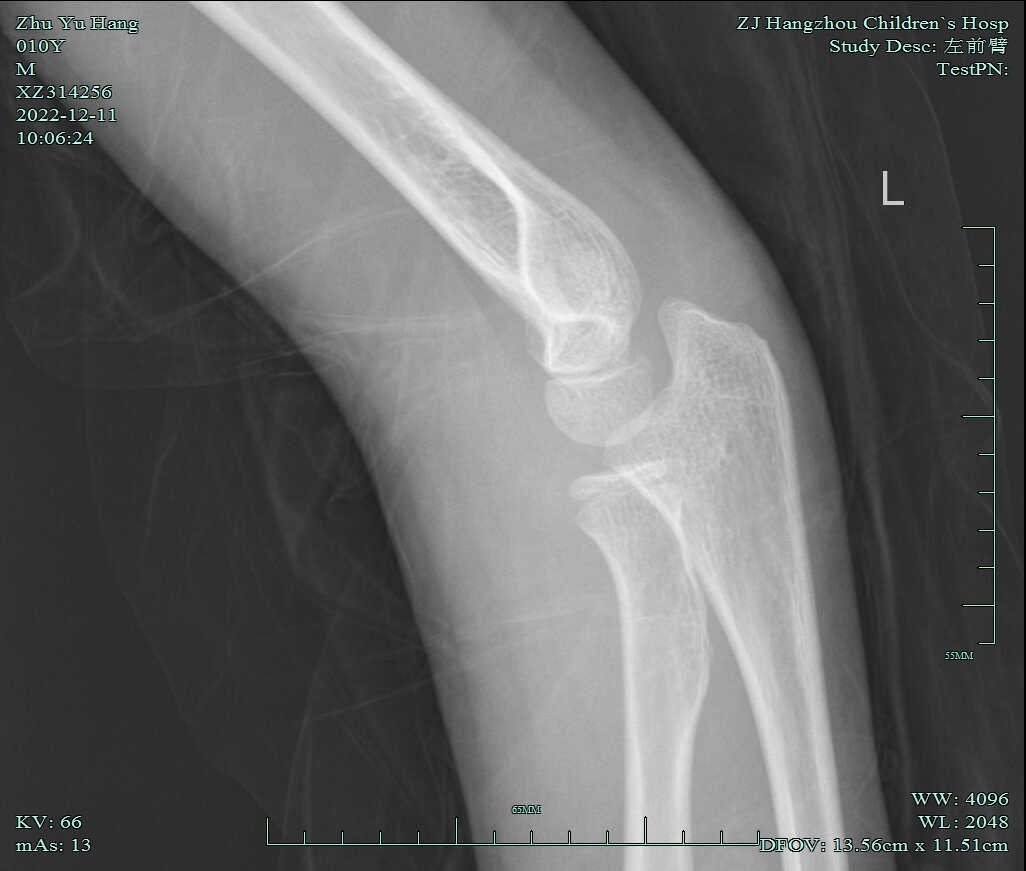 Zhu Yu Hang
010Y
M
XZ314256
2022-12-11
10:06:24
ZJ Hangzhou Children`s Hosp
Study Desc: 左前臂
TestPN:
L
55MM
65MM
KV: 66
mAs: 13
WW: 4096
WL: 2048
DFOV: 13.56cm x 11.51cm